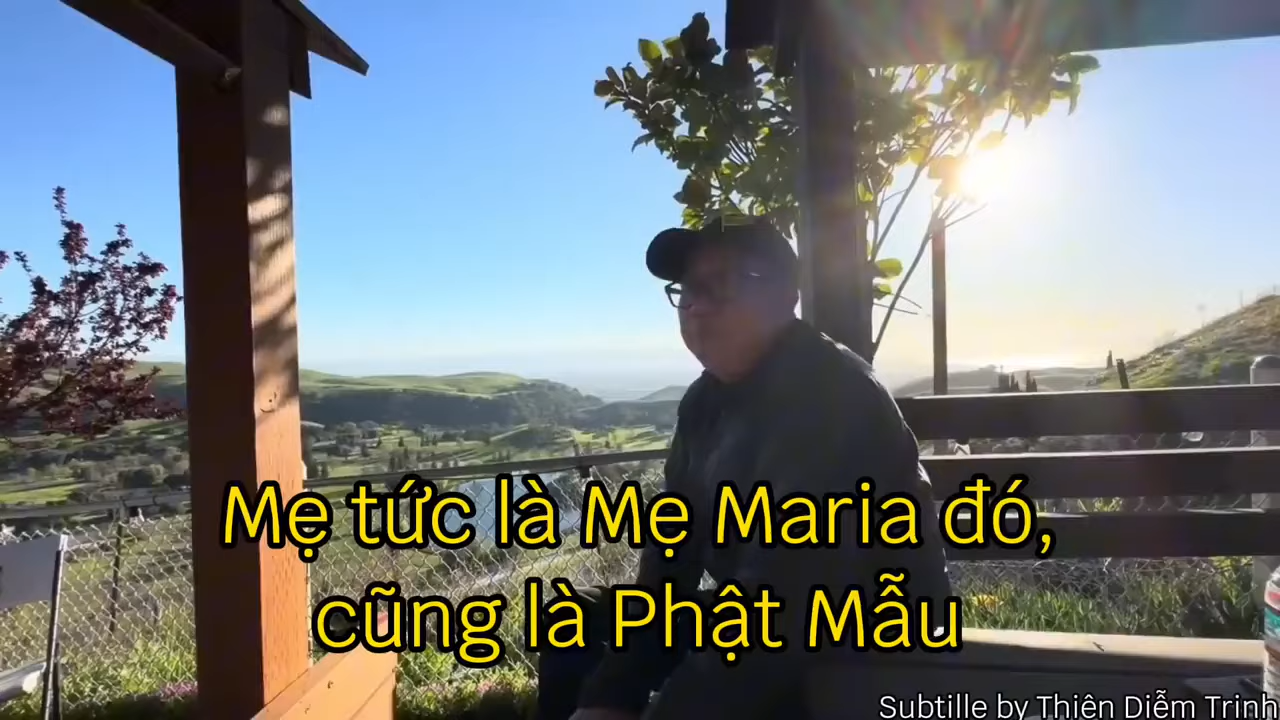 Mẹ tức là Mẹ Maria đó,
cũng là Phật Mẫu
Subtille by Thiên Diễm Trinh